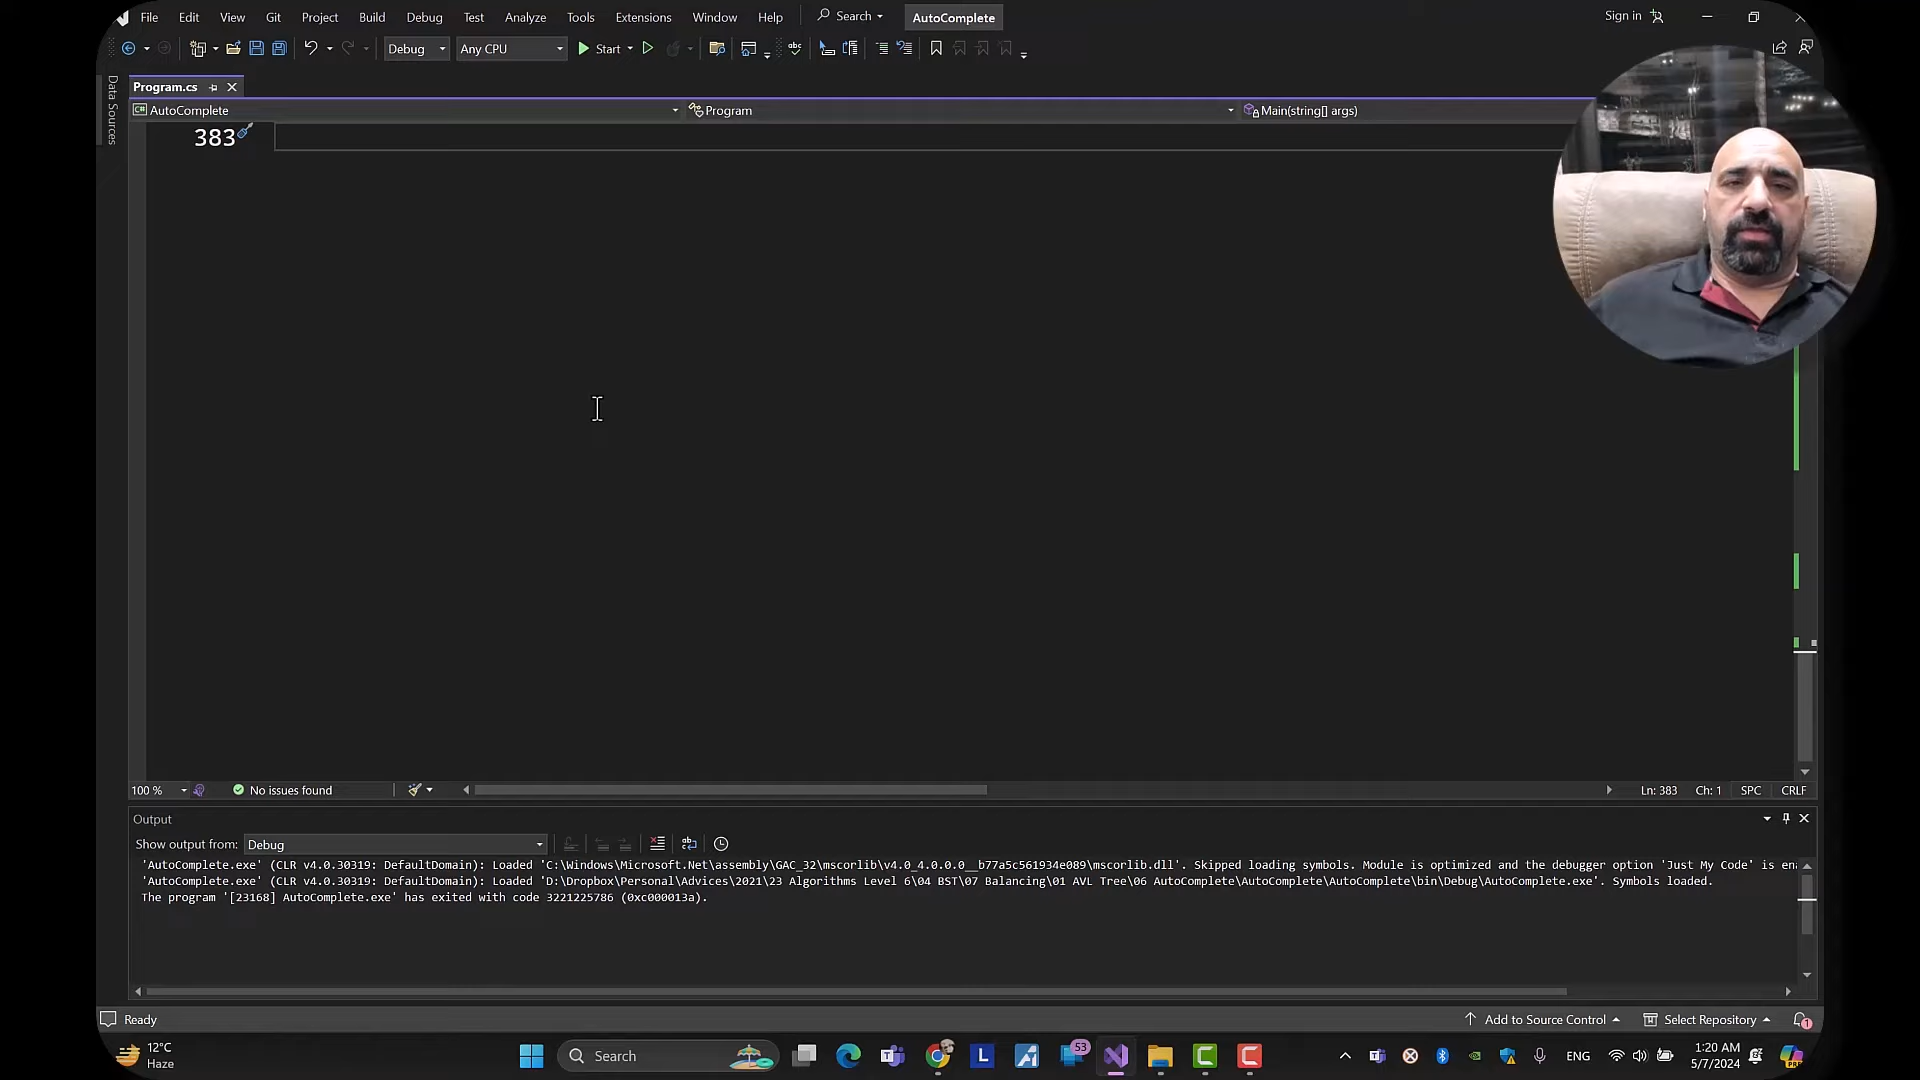 File Edit View Git Project Build Debug Test Analyze Tools Extensions Window Help Search AutoComplete Sign in
Debug Any CPU Start
Data Sources
Program.cs
AutoComplete Program Main(string[] args)
383
100 % No issues found Ln: 383 Ch: 1 SPC CRLF
Output
Show output from: Debug
'AutoComplete.exe' (CLR v4.0.30319: DefaultDomain): Loaded 'C:\Windows\Microsoft.Net\assembly\GAC_32\mscorlib\v4.0_4.0.0.0__b77a5c561934e089\mscorlib.dll'. Skipped loading symbols. Module is optimized and the debugger option 'Just My Code' is
'AutoComplete.exe' (CLR v4.0.30319: DefaultDomain): Loaded 'D:\Dropbox\Personal\Advices\2021\23 Algorithms Level 6\04 BST\07 Balancing\01 AVL Tree\06 AutoComplete\AutoComplete\AutoComplete\bin\Debug\AutoComplete.exe'. Symbols loaded.
The program '[23168] AutoComplete.exe' has exited with code 3221225786 (0xc000013a).
Ready Add to Source Control Select Repository 1
12°C
Haze
Search
53
ENG
1:20 AM
5/7/2024